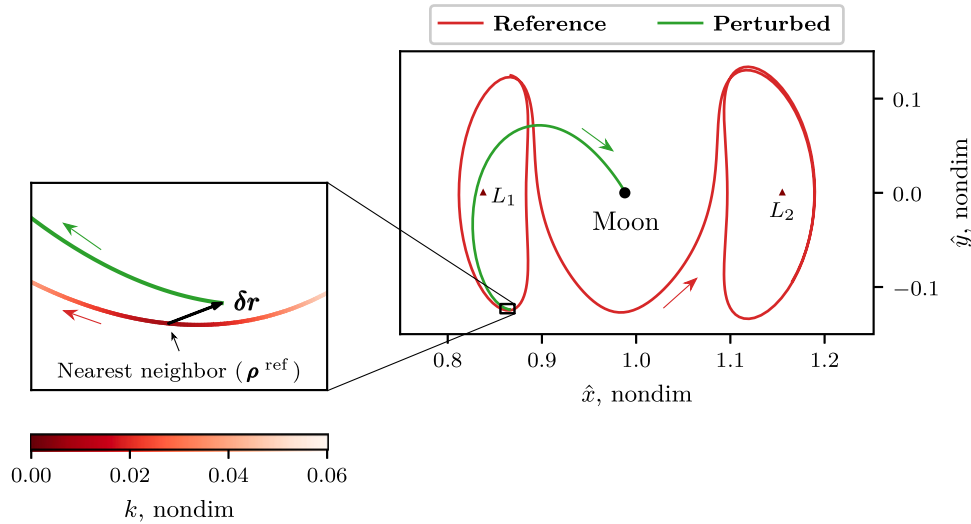 Reference Perturbed
0.1
0.0
−0.1
ŷ, nondim
L₁
Moon
L₂
0.8 0.9 1.0 1.1 1.2
x̂, nondim
δr
Nearest neighbor (ρ ref)
0.00 0.02 0.04 0.06
k, nondim